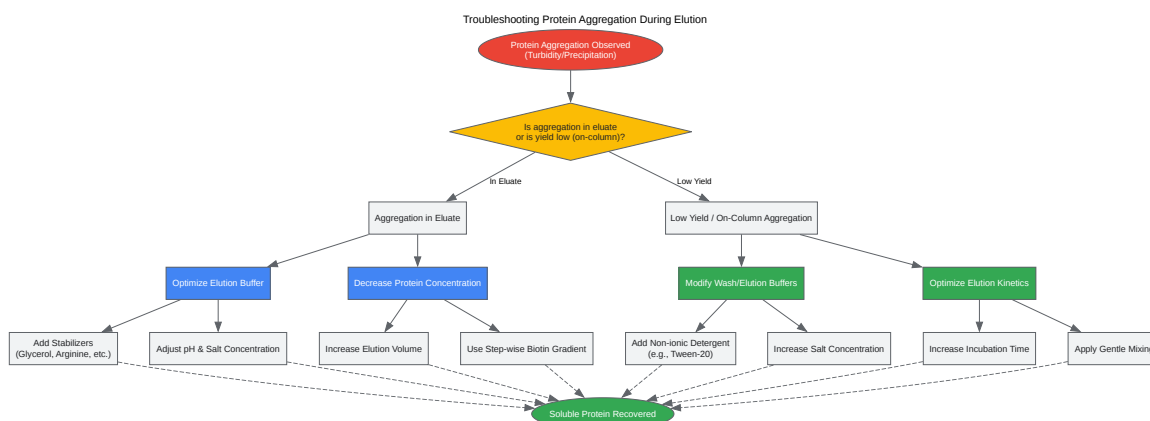 Troubleshooting Protein Aggregation During Elution
Protein Aggregation Observed
(Turbidity/Precipitation)
Is aggregation in eluate
or is yield low (on-column)?
In Eluate
Low Yield
Aggregation in Eluate
Low Yield / On-Column Aggregation
Optimize Elution Buffer
Decrease Protein Concentration
Modify Wash/Elution Buffers
Optimize Elution Kinetics
Add Stabilizers
(Glycerol, Arginine, etc.)
Adjust pH & Salt Concentration
Increase Elution Volume
Use Step-wise Biotin Gradient
Add Non-ionic Detergent
(e.g., Tween-20)
Increase Salt Concentration
Increase Incubation Time
Apply Gentle Mixing
Soluble Protein Recovered